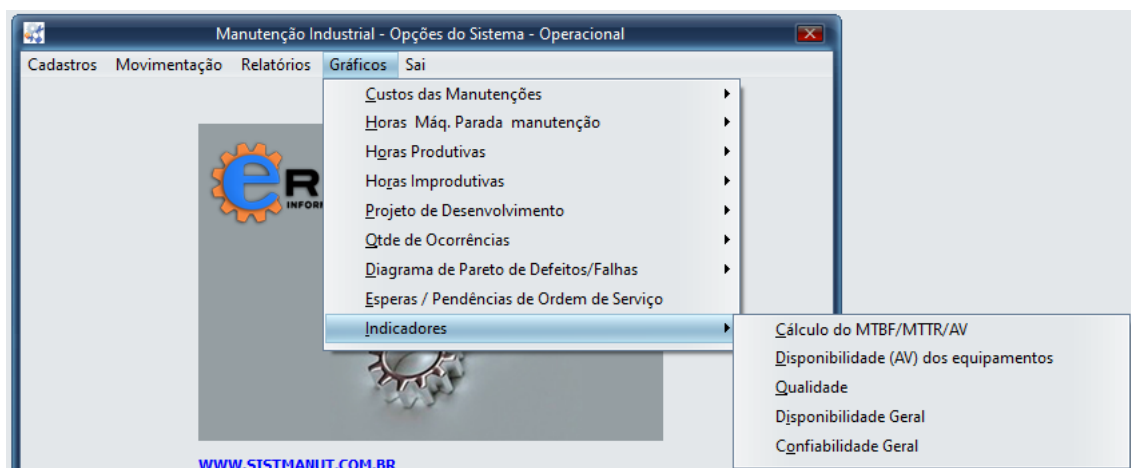 Manutenção Industrial - Opções do Sistema - Operacional
Cadastros Movimentação Relatórios Gráficos Sai
Custos das Manutenções
Horas Máq. Parada manutenção
Horas Produtivas
Horas Improdutivas
Projeto de Desenvolvimento
Qtde de Ocorrências
Diagrama de Pareto de Defeitos/Falhas
Esperas / Pendências de Ordem de Serviço
Indicadores
Cálculo do MTBF/MTTR/AV
Disponibilidade (AV) dos equipamentos
Qualidade
Disponibilidade Geral
Confiabilidade Geral
WWW.SISTMANUT.COM.BR